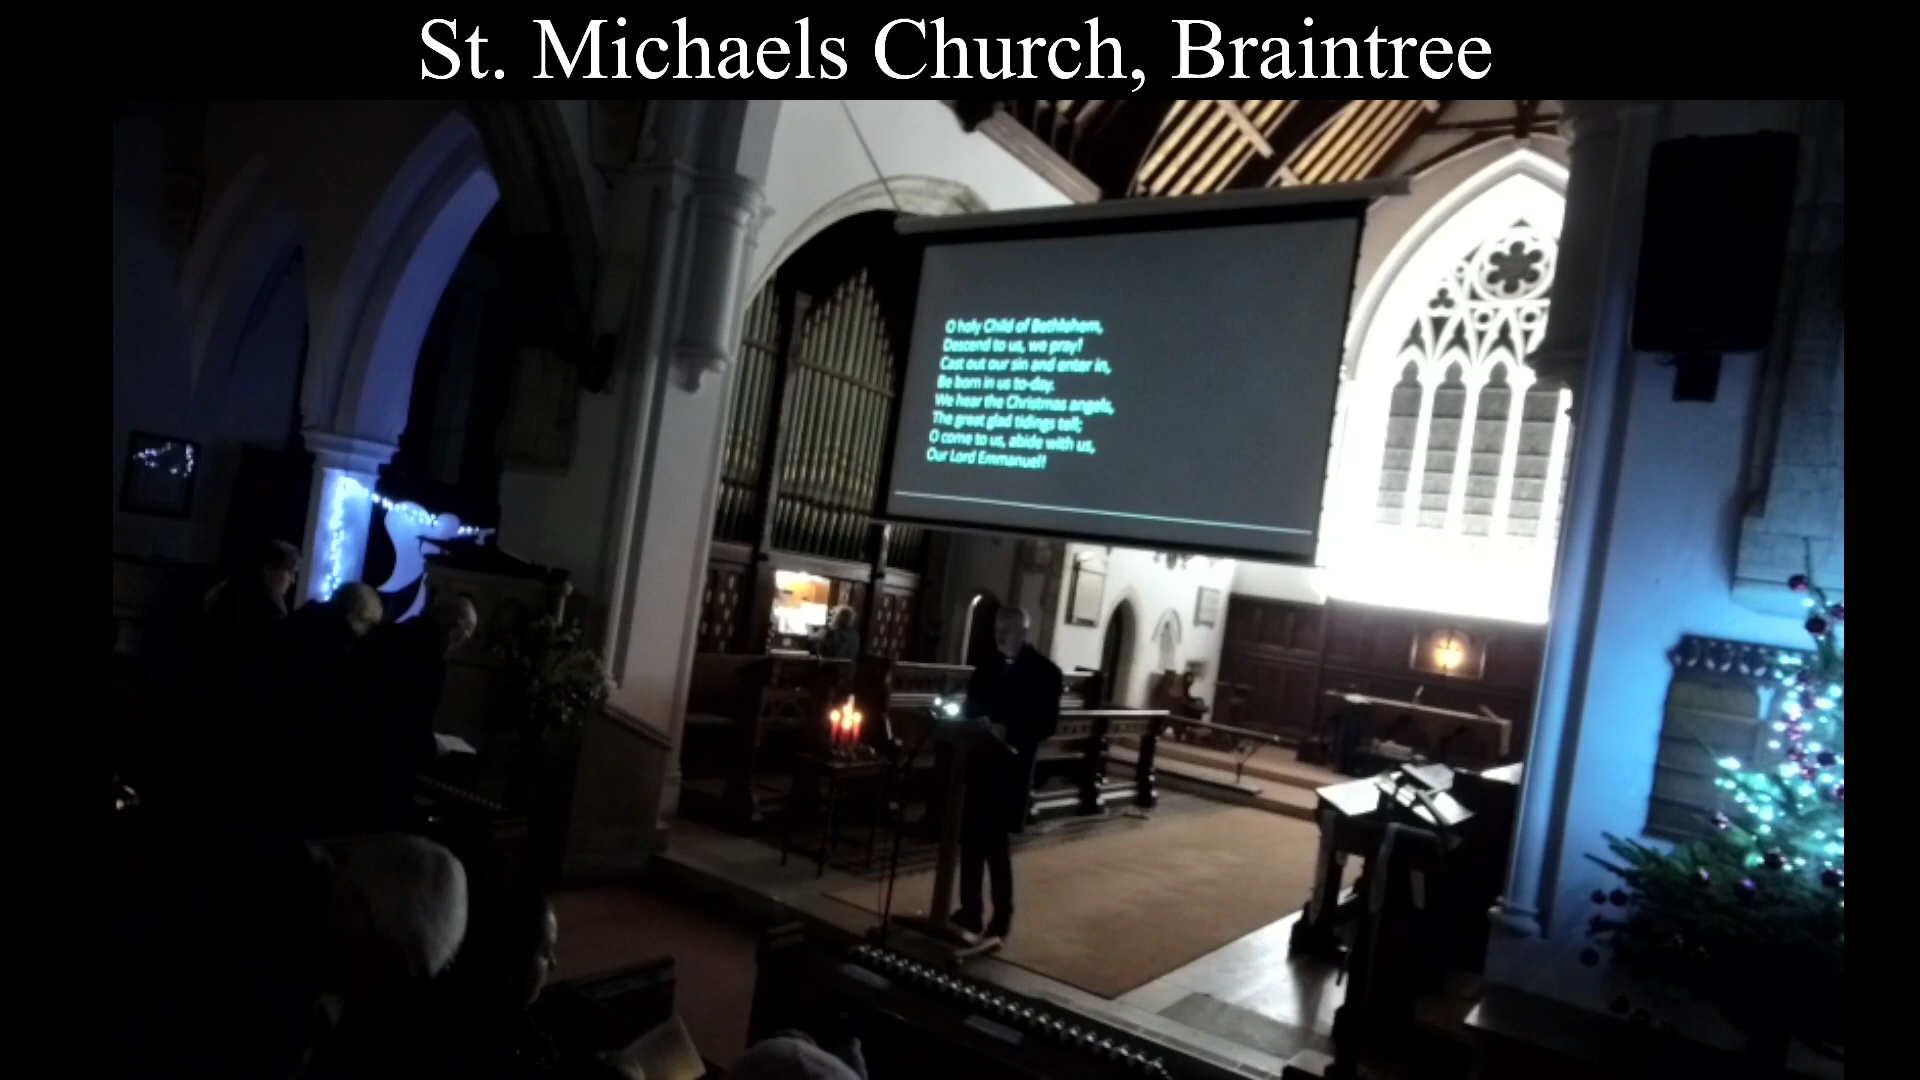 St. Michaels Church, Braintree
O holy Child of Bethlehem,
Descend to us, we pray!
Cast out our sin and enter in,
Be born in us to-day.
We hear the Christmas angels,
The great glad tidings tell;
O come to us, abide with us,
Our Lord Emmanuel!